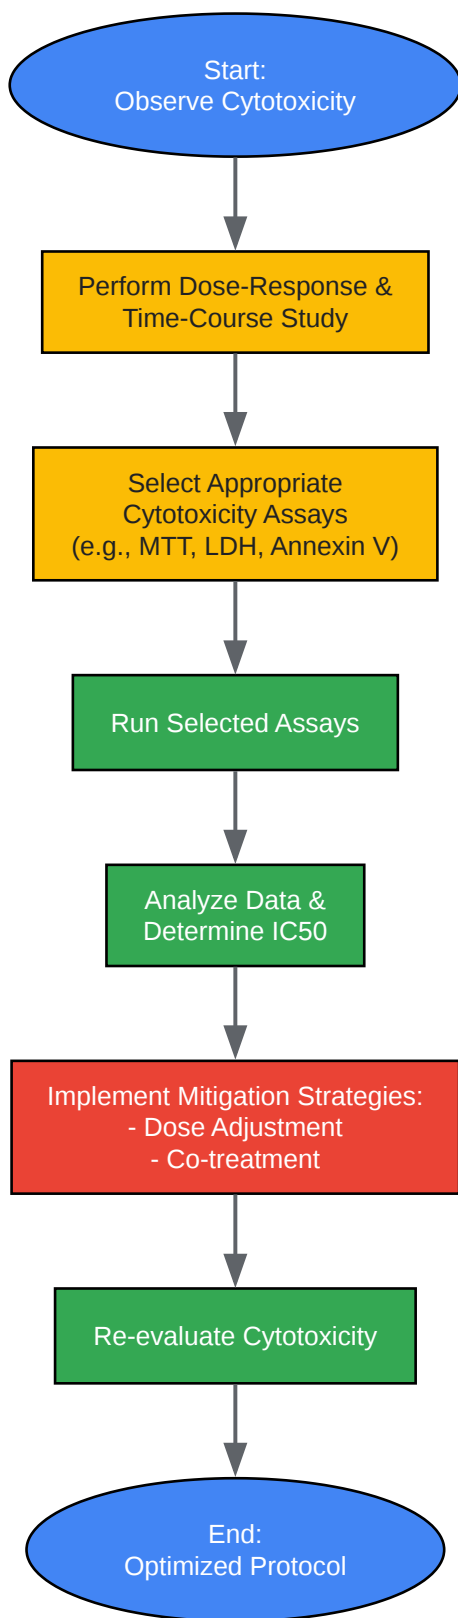 Start:
Observe Cytotoxicity
Perform Dose-Response &
Time-Course Study
Select Appropriate
Cytotoxicity Assays
(e.g., MTT, LDH, Annexin V)
Run Selected Assays
Analyze Data &
Determine IC50
Implement Mitigation Strategies:
- Dose Adjustment
- Co-treatment
Re-evaluate Cytotoxicity
End:
Optimized Protocol